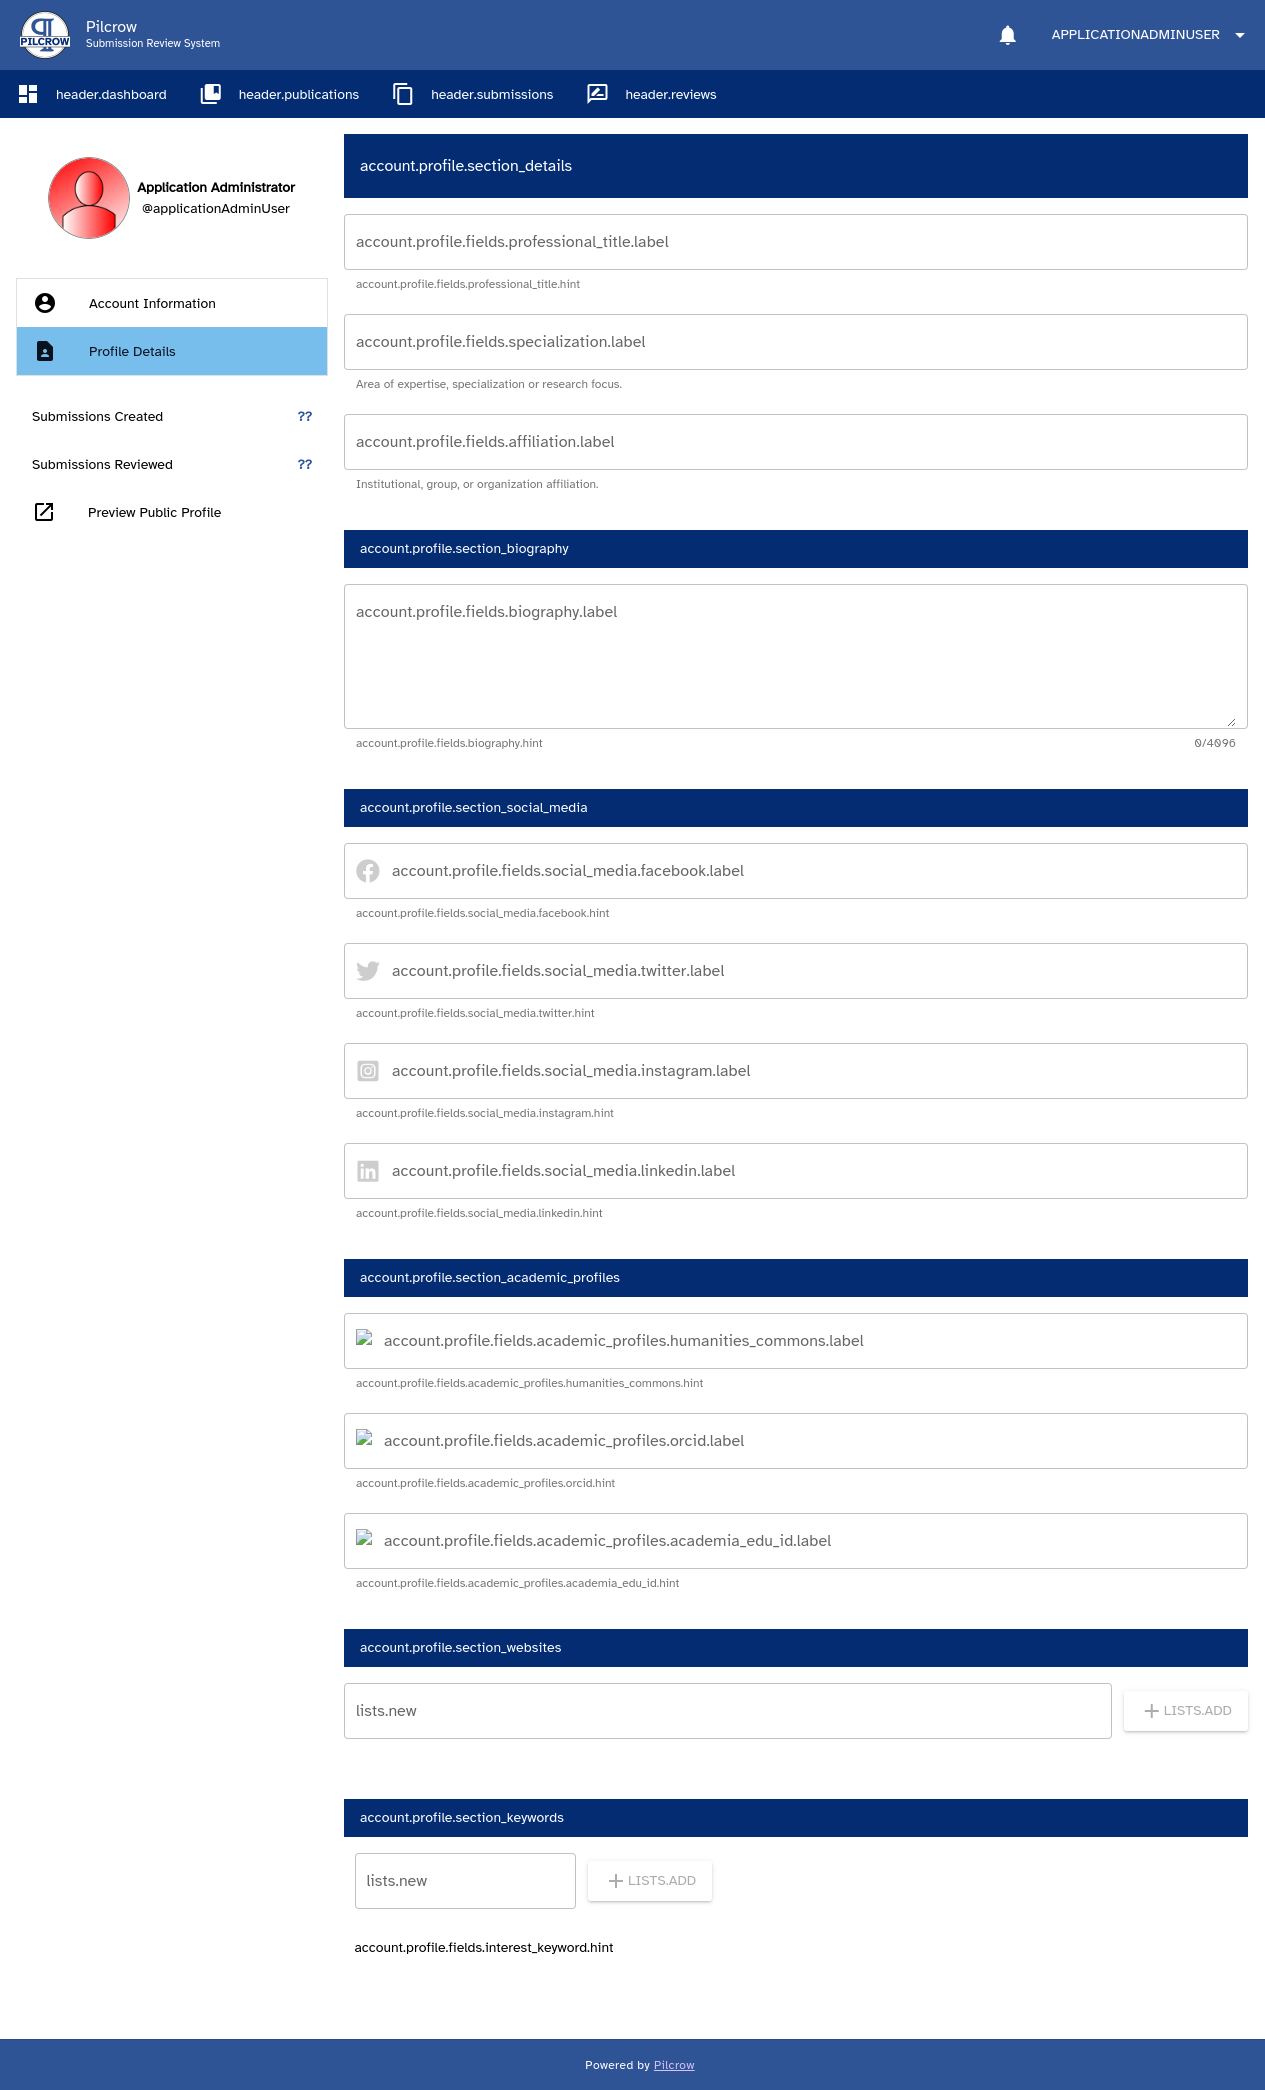 PILCROW
Pilcrow
Submission Review System
APPLICATIONADMINUSER
header.dashboard
header.publications
header.submissions
header.reviews
Application Administrator
@applicationAdminUser
Account Information
Profile Details
Submissions Created ??
Submissions Reviewed ??
Preview Public Profile
account.profile.section_details
account.profile.fields.professional_title.label
account.profile.fields.professional_title.hint
account.profile.fields.specialization.label
Area of expertise, specialization or research focus.
account.profile.fields.affiliation.label
Institutional, group, or organization affiliation.
account.profile.section_biography
account.profile.fields.biography.label
account.profile.fields.biography.hint 0/4096
account.profile.section_social_media
account.profile.fields.social_media.facebook.label
account.profile.fields.social_media.facebook.hint
account.profile.fields.social_media.twitter.label
account.profile.fields.social_media.twitter.hint
account.profile.fields.social_media.instagram.label
account.profile.fields.social_media.instagram.hint
account.profile.fields.social_media.linkedin.label
account.profile.fields.social_media.linkedin.hint
account.profile.section_academic_profiles
account.profile.fields.academic_profiles.humanities_commons.label
account.profile.fields.academic_profiles.humanities_commons.hint
account.profile.fields.academic_profiles.orcid.label
account.profile.fields.academic_profiles.orcid.hint
account.profile.fields.academic_profiles.academia_edu_id.label
account.profile.fields.academic_profiles.academia_edu_id.hint
account.profile.section_websites
lists.new
LISTS.ADD
account.profile.section_keywords
lists.new
LISTS.ADD
account.profile.fields.interest_keyword.hint
Powered by Pilcrow